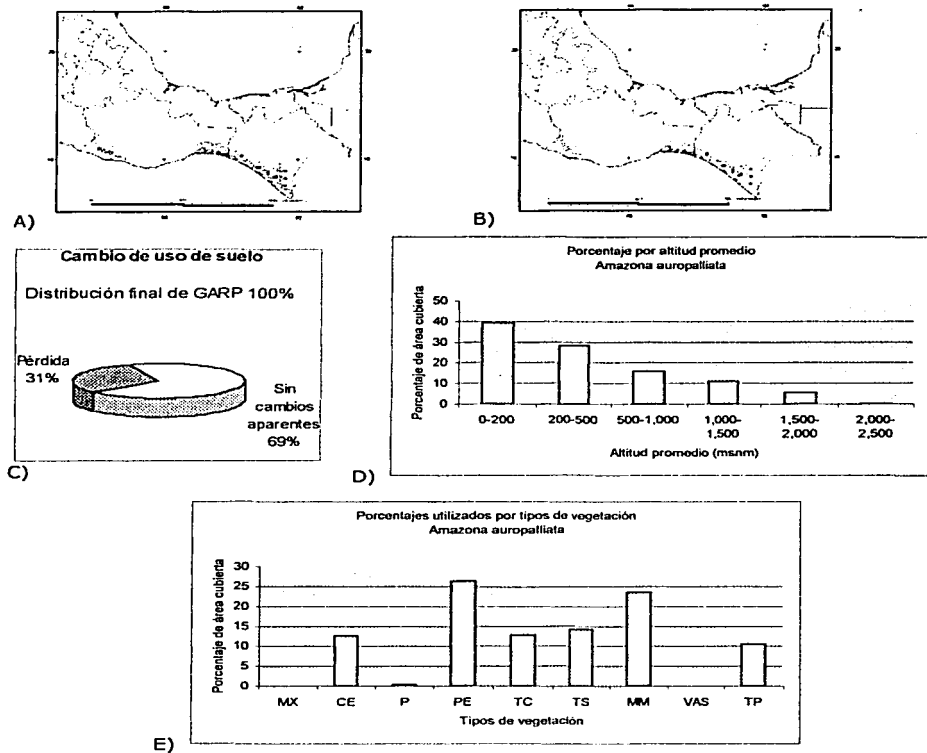 A)
B)
Cambio de uso de suelo
Distribución final de GARP 100%
Pérdida
31%
Sin
cambios
aparentes
69%
C)
Porcentaje por altitud promedio
Amazona auropalliata
Porcentaje de área cubierta
50
40
30
20
10
0
0-200
200-500
500-1,000
1,000-
1,500
1,500-
2,000
2,000-
2,500
Altitud promedio (msnm)
D)
Porcentajes utilizados por tipos de vegetación
Amazona auropalliata
Porcentaje de área cubierta
30
25
20
15
10
5
0
MX
CE
P
PE
TC
TS
MM
VAS
TP
Tipos de vegetación
E)